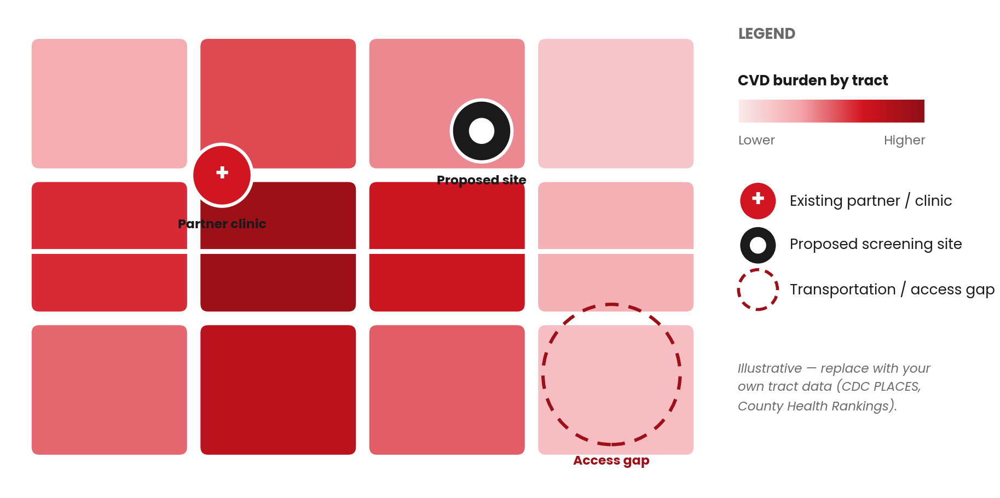 LEGEND
CVD burden by tract
Lower
Higher
+
Proposed site
Partner clinic
+
Existing partner / clinic
Proposed screening site
Transportation / access gap
Illustrative — replace with your
own tract data (CDC PLACES,
County Health Rankings).
Access gap